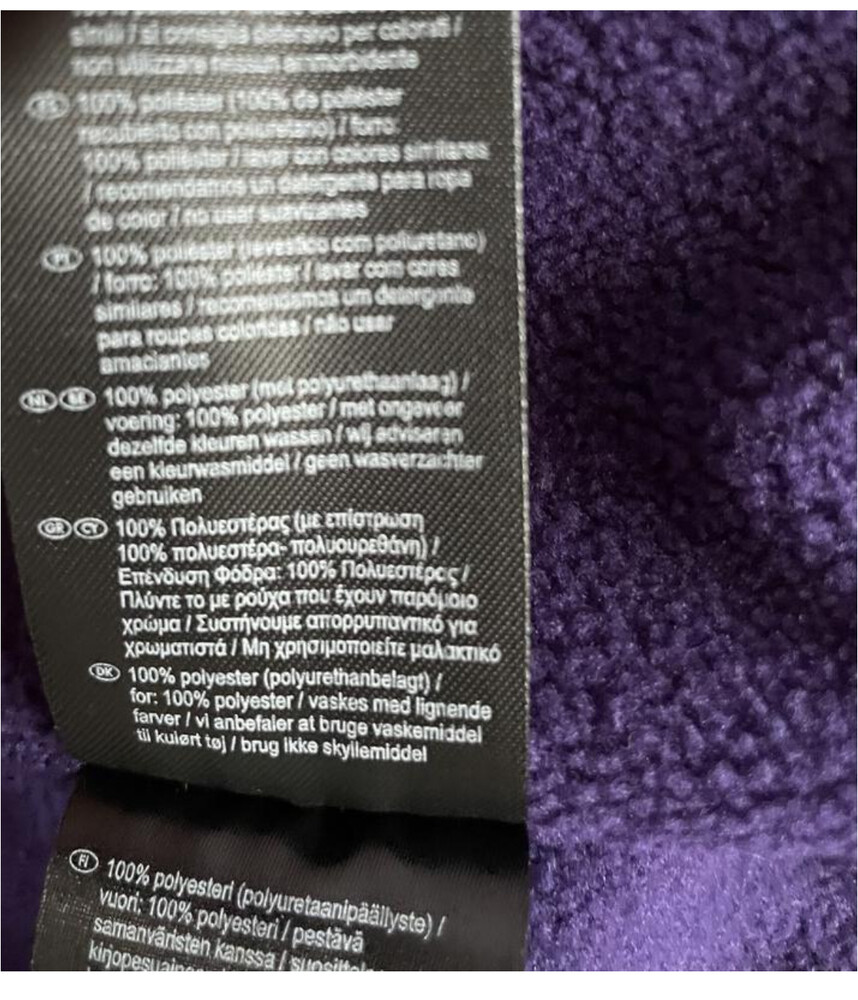 simili / si consiglia detersivo per colorati /
non utilizzare nessun ammorbidente
ES 100% poliéster (100% de poliéster
recubierto con poliuretano) / forro:
100% poliéster / lavar con colores similares
/ recomendamos un detergente para ropa
de color / no usar suavizantes
PT 100% poliéster (revestido com poliuretano)
/ forro: 100% poliéster / lavar com cores
similares / recomendamos um detergente
para roupas coloridas / não usar
amaciantes
NL BE 100% polyester (met polyurethaanlaag) /
voering: 100% polyester / met ongeveer
dezelfde kleuren wassen / wij adviseren
een kleurwasmiddel / geen wasverzachter
gebruiken
GR CY 100% Πολυεστέρας (με επίστρωση
100% πολυεστέρα- πολυουρεθάνη) /
Επένδυση Φόδρα: 100% Πολυεστέρας /
Πλύντε το με ρούχα που έχουν παρόμοιο
χρώμα / Συστήνουμε απορρυπαντικό για
χρωματιστά / Μη χρησιμοποιείτε μαλακτικό
DK 100% polyester (polyurethanbelagt) /
for: 100% polyester / vaskes med lignende
farver / vi anbefaler at bruge vaskemiddel
til kulørt tøj / brug ikke skyllemiddel
FI 100% polyesteri (polyuretaanipäällyste) /
vuori: 100% polyesteri / pestävä
samanväristen kanssa /